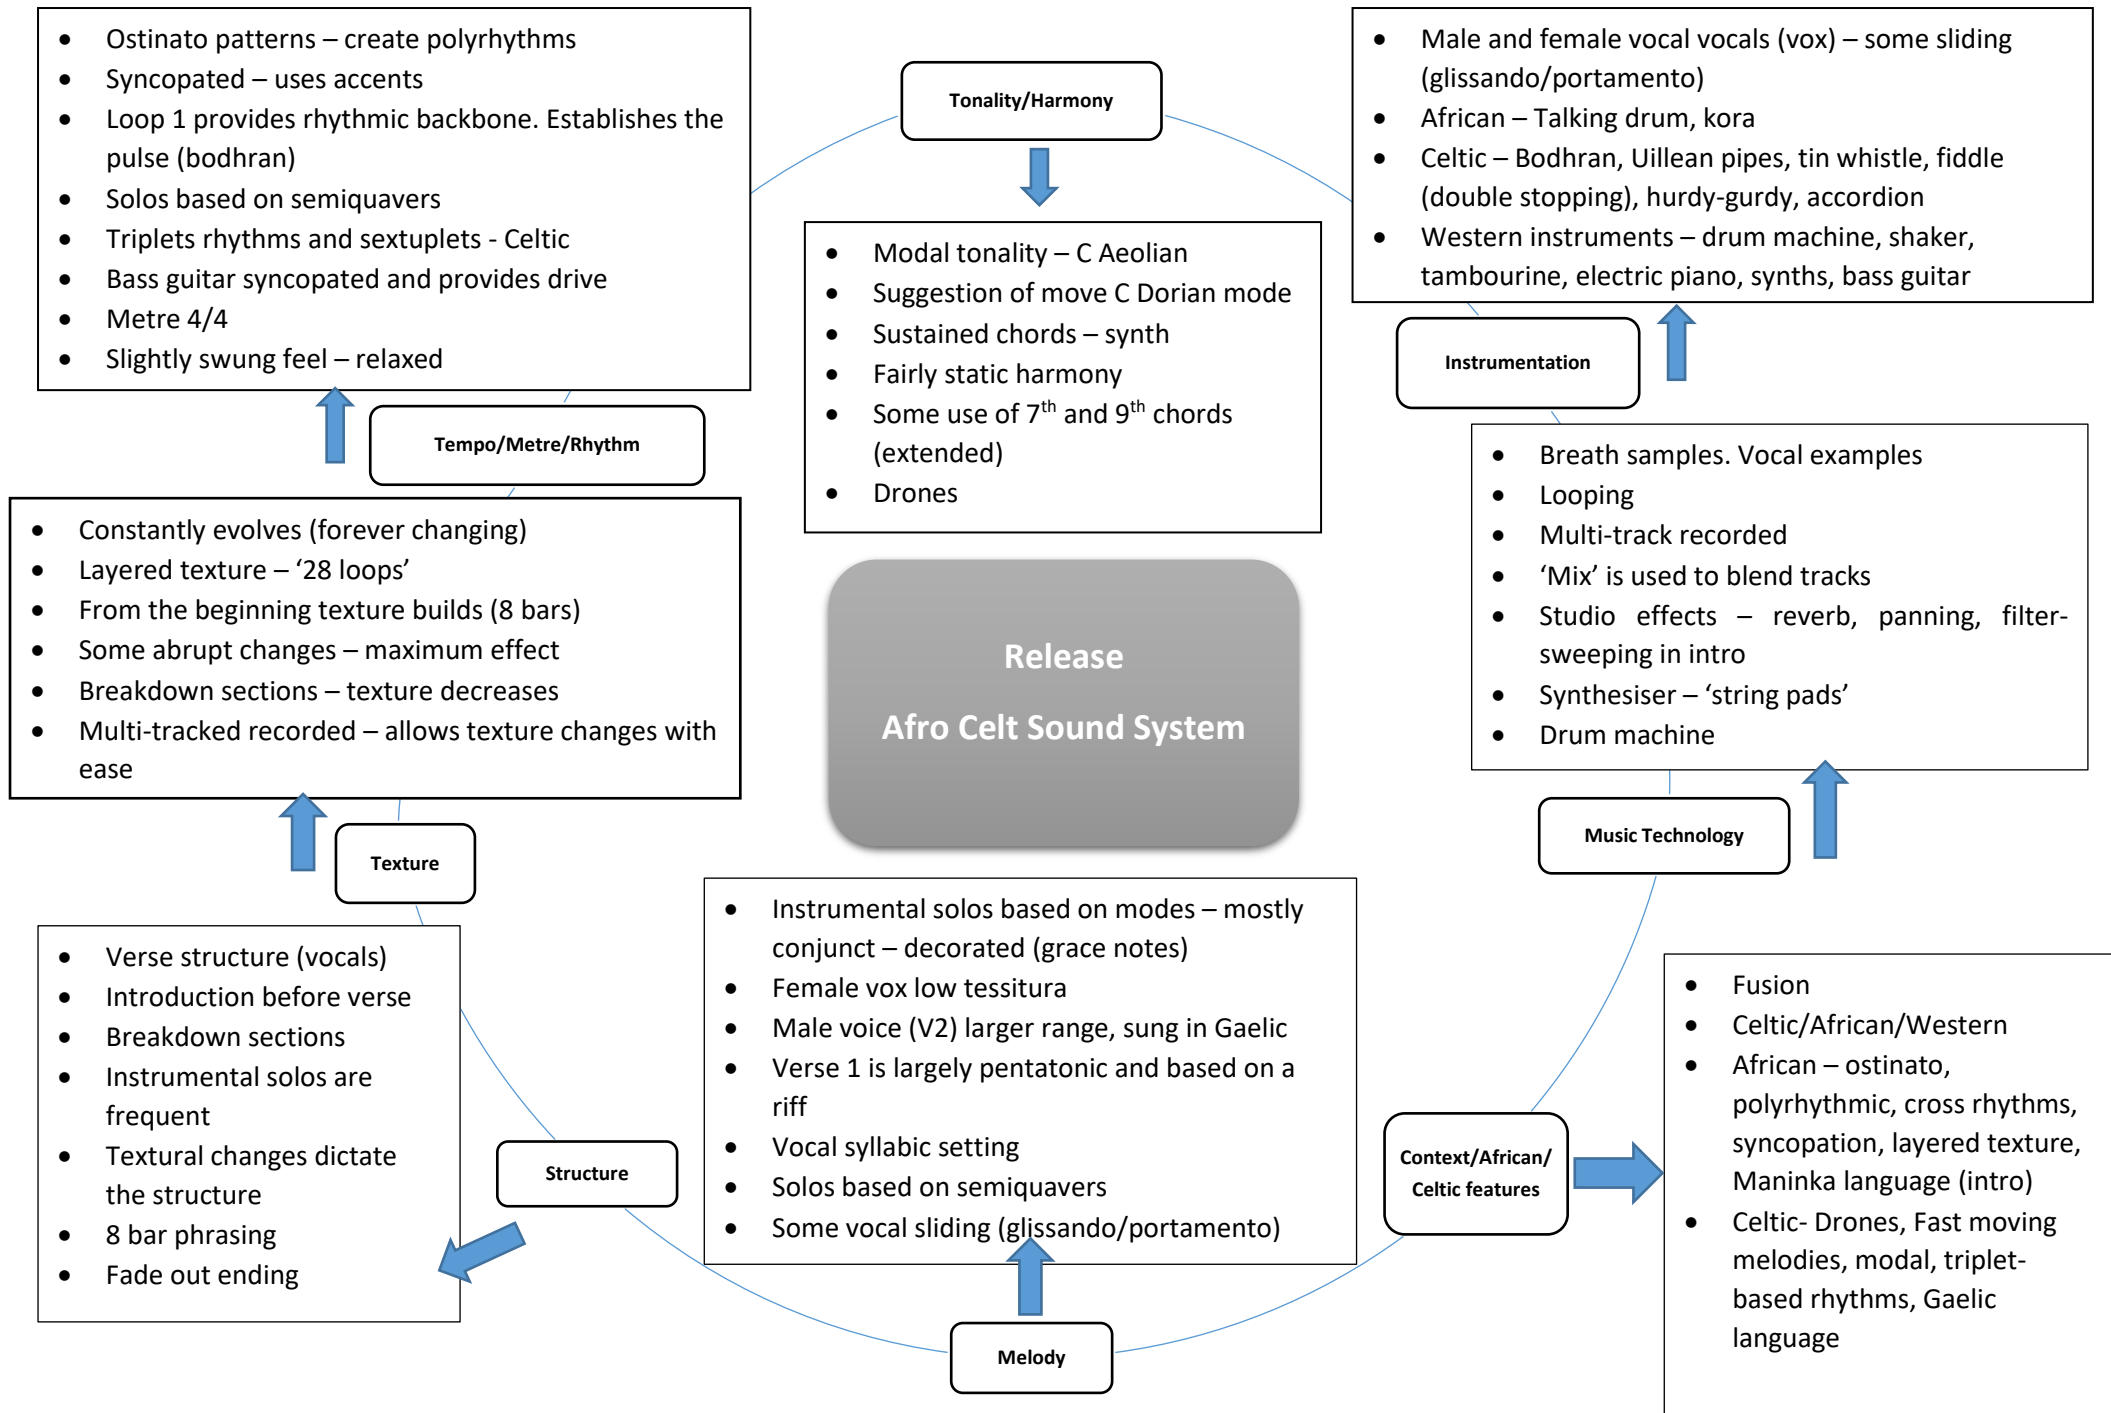 • Ostinato patterns – create polyrhythms
• Syncopated – uses accents
• Loop 1 provides rhythmic backbone. Establishes the
pulse (bodhran)
• Solos based on semiquavers
• Triplets rhythms and sextuplets - Celtic
• Bass guitar syncopated and provides drive
• Metre 4/4
• Slightly swung feel – relaxed
Tempo/Metre/Rhythm
Tonality/Harmony
• Modal tonality – C Aeolian
• Suggestion of move C Dorian mode
• Sustained chords – synth
• Fairly static harmony
• Some use of 7th and 9th chords
(extended)
• Drones
• Male and female vocal vocals (vox) – some sliding
(glissando/portamento)
• African – Talking drum, kora
• Celtic – Bodhran, Uillean pipes, tin whistle, fiddle
(double stopping), hurdy-gurdy, accordion
• Western instruments – drum machine, shaker,
tambourine, electric piano, synths, bass guitar
Instrumentation
• Constantly evolves (forever changing)
• Layered texture – ‘28 loops’
• From the beginning texture builds (8 bars)
• Some abrupt changes – maximum effect
• Breakdown sections – texture decreases
• Multi-tracked recorded – allows texture changes with
ease
Texture
Release
Afro Celt Sound System
• Breath samples. Vocal examples
• Looping
• Multi-track recorded
• ‘Mix’ is used to blend tracks
• Studio effects – reverb, panning, filter-
sweeping in intro
• Synthesiser – ‘string pads’
• Drum machine
Music Technology
• Verse structure (vocals)
• Introduction before verse
• Breakdown sections
• Instrumental solos are
frequent
• Textural changes dictate
the structure
• 8 bar phrasing
• Fade out ending
Structure
• Instrumental solos based on modes – mostly
conjunct – decorated (grace notes)
• Female vox low tessitura
• Male voice (V2) larger range, sung in Gaelic
• Verse 1 is largely pentatonic and based on a
riff
• Vocal syllabic setting
• Solos based on semiquavers
• Some vocal sliding (glissando/portamento)
Melody
Context/African/
Celtic features
• Fusion
• Celtic/African/Western
• African – ostinato,
polyrhythmic, cross rhythms,
syncopation, layered texture,
Maninka language (intro)
• Celtic- Drones, Fast moving
melodies, modal, triplet-
based rhythms, Gaelic
language